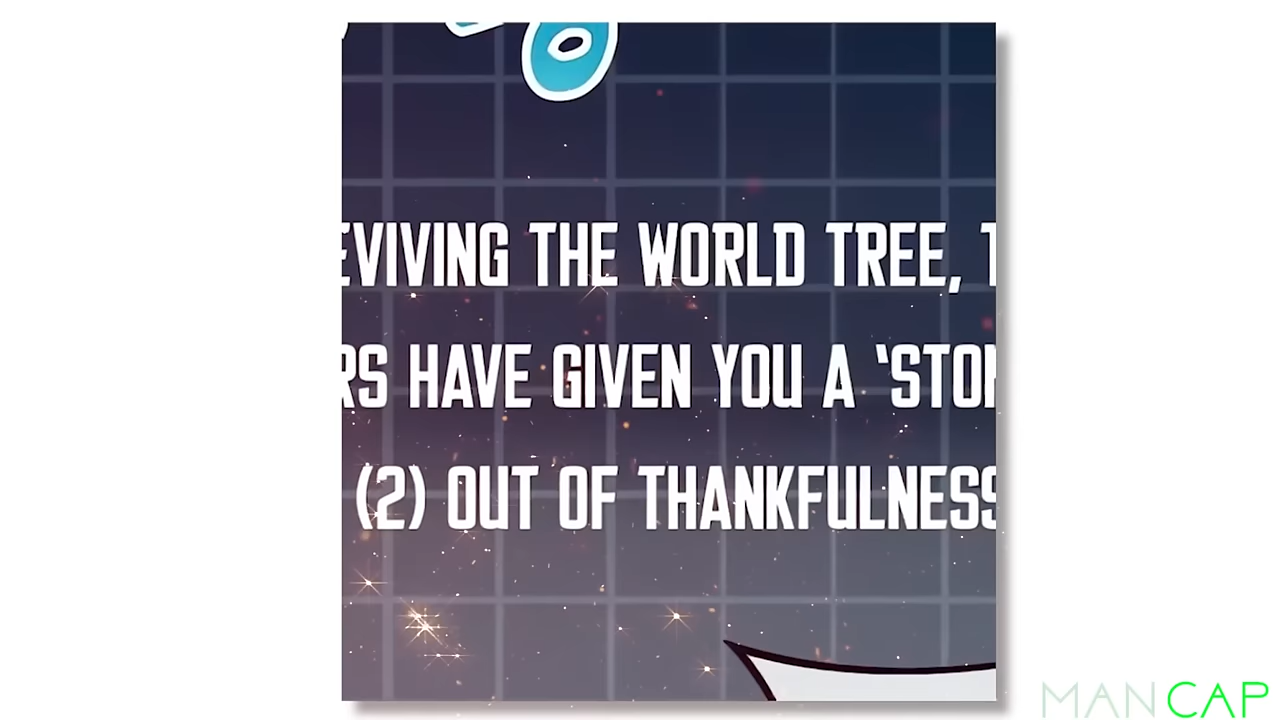 EVIVING THE WORLD TREE, T
RS HAVE GIVEN YOU A 'STO
(2) OUT OF THANKFULNESS
MANCAP